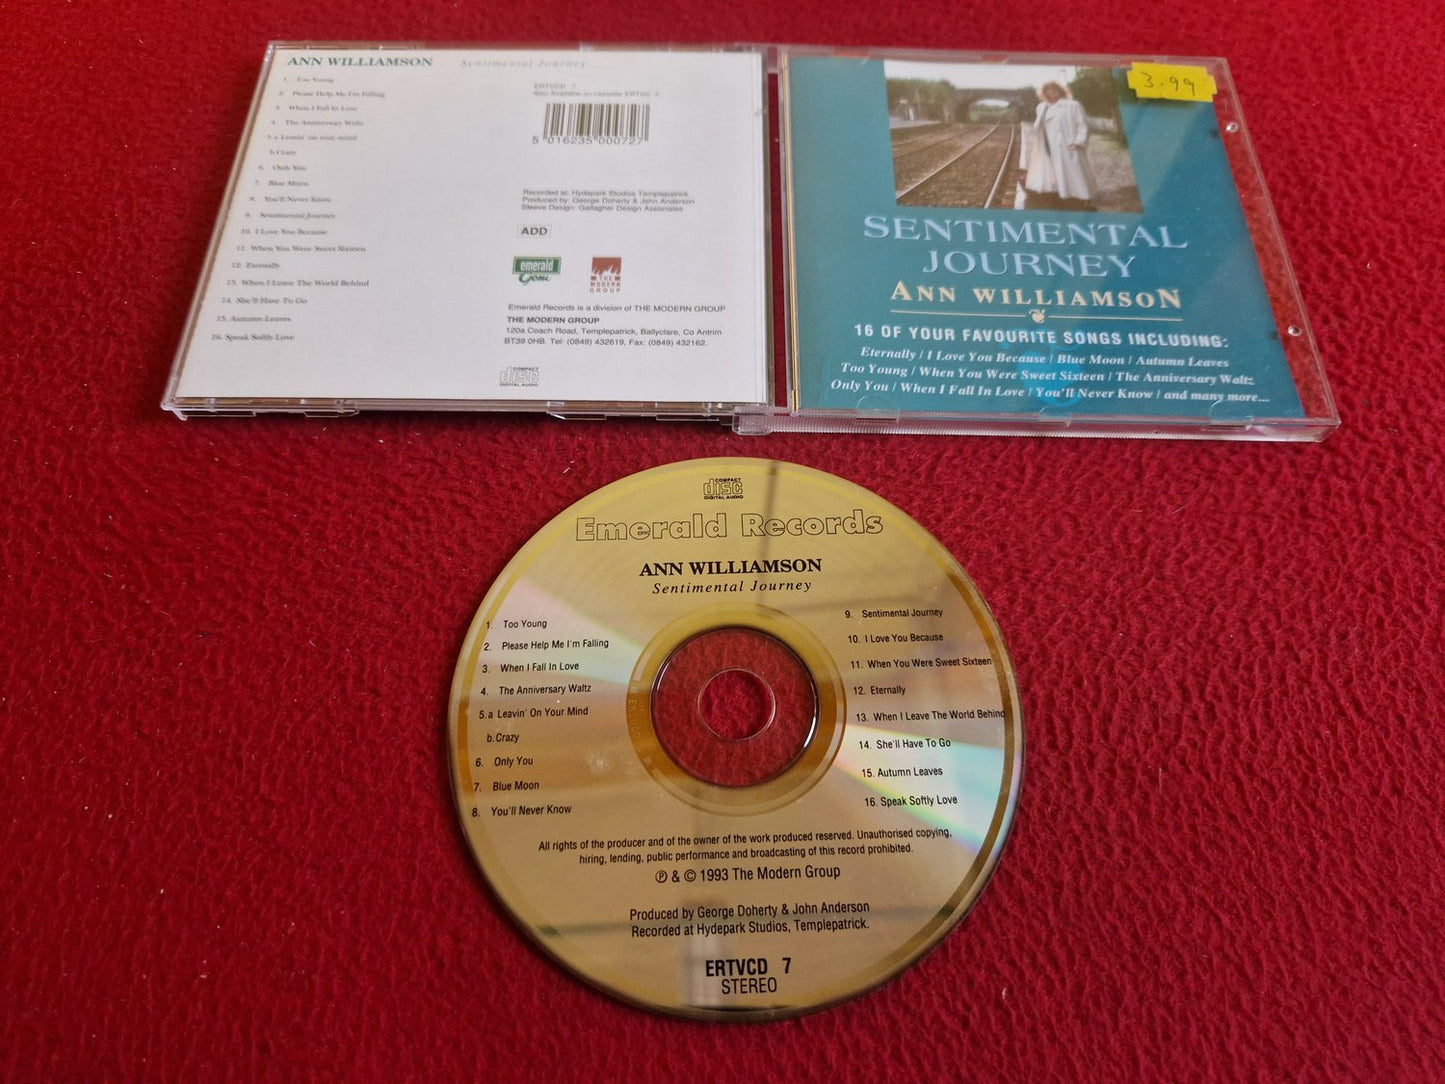 ANN WILLIAMSON Sentimental Journey
1. Too Young
2. Please Help Me I'm Falling
3. When I Fall In Love
4. The Anniversary Waltz
5.a Leavin' on your mind
b.Crazy
6. Only You
7. Blue Moon
8. You'll Never Know
9. Sentimental Journey
10. I Love You Because
11. When You Were Sweet Sixteen
12. Eternally
13. When I Leave The World Behind
14. She'll Have To Go
15. Autumn Leaves
16. Speak Softly Love
ERTVCD 7
Also Available on cassette ERTVC 7
5 016235 000727
Recorded at: Hydepark Studios Templepatrick
Produced by: George Doherty & John Anderson
Sleeve Design: Gallagher Design Associates
ADD
emerald
Gem
THE
MODERN
GROUP
Emerald Records is a division of THE MODERN GROUP
THE MODERN GROUP
120a Coach Road, Templepatrick, Ballyclare, Co Antrim
BT39 0HB. Tel: (0849) 432619, Fax: (0849) 432162.
COMPACT
disc
DIGITAL AUDIO
3.99
SENTIMENTAL
JOURNEY
ANN WILLIAMSON
16 OF YOUR FAVOURITE SONGS INCLUDING:
Eternally / I Love You Because / Blue Moon / Autumn Leaves
Too Young / When You Were Sweet Sixteen / The Anniversary Waltz
Only You / When I Fall In Love / You'll Never Know / and many more...
COMPACT
disc
DIGITAL AUDIO
Emerald Records
ANN WILLIAMSON
Sentimental Journey
1. Too Young
2. Please Help Me I'm Falling
3. When I Fall In Love
4. The Anniversary Waltz
5.a Leavin' On Your Mind
b.Crazy
6. Only You
7. Blue Moon
8. You'll Never Know
9. Sentimental Journey
10. I Love You Because
11. When You Were Sweet Sixteen
12. Eternally
13. When I Leave The World Behind
14. She'll Have To Go
15. Autumn Leaves
16. Speak Softly Love
All rights of the producer and of the owner of the work produced reserved. Unauthorised copying,
hiring, lending, public performance and broadcasting of this record prohibited.
℗ & © 1993 The Modern Group
Produced by George Doherty & John Anderson
Recorded at Hydepark Studios, Templepatrick.
ERTVCD 7
STEREO